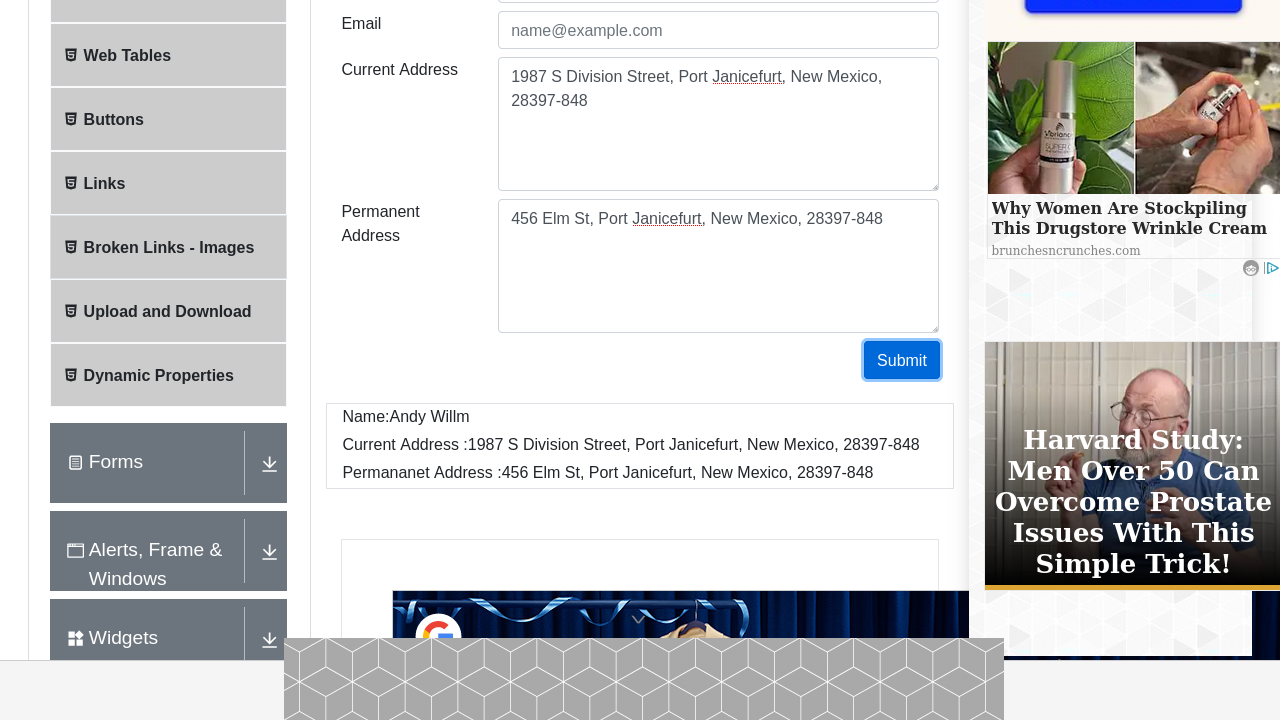 Email
name@example.com
Web Tables
Current Address
1987 S Division Street, Port Janicefurt, New Mexico,
28397-848
Buttons
Links
Permanent
Address
456 Elm St, Port Janicefurt, New Mexico, 28397-848
Broken Links - Images
Upload and Download
Dynamic Properties
Submit
Name:Andy Willm
Current Address :1987 S Division Street, Port Janicefurt, New Mexico, 28397-848
Permananet Address :456 Elm St, Port Janicefurt, New Mexico, 28397-848
Forms
Alerts, Frame &
Windows
Widgets
SUPER C
Why Women Are Stockpiling
This Drugstore Wrinkle Cream
brunchesncrunches.com
Harvard Study:
Men Over 50 Can
Overcome Prostate
Issues With This
Simple Trick!